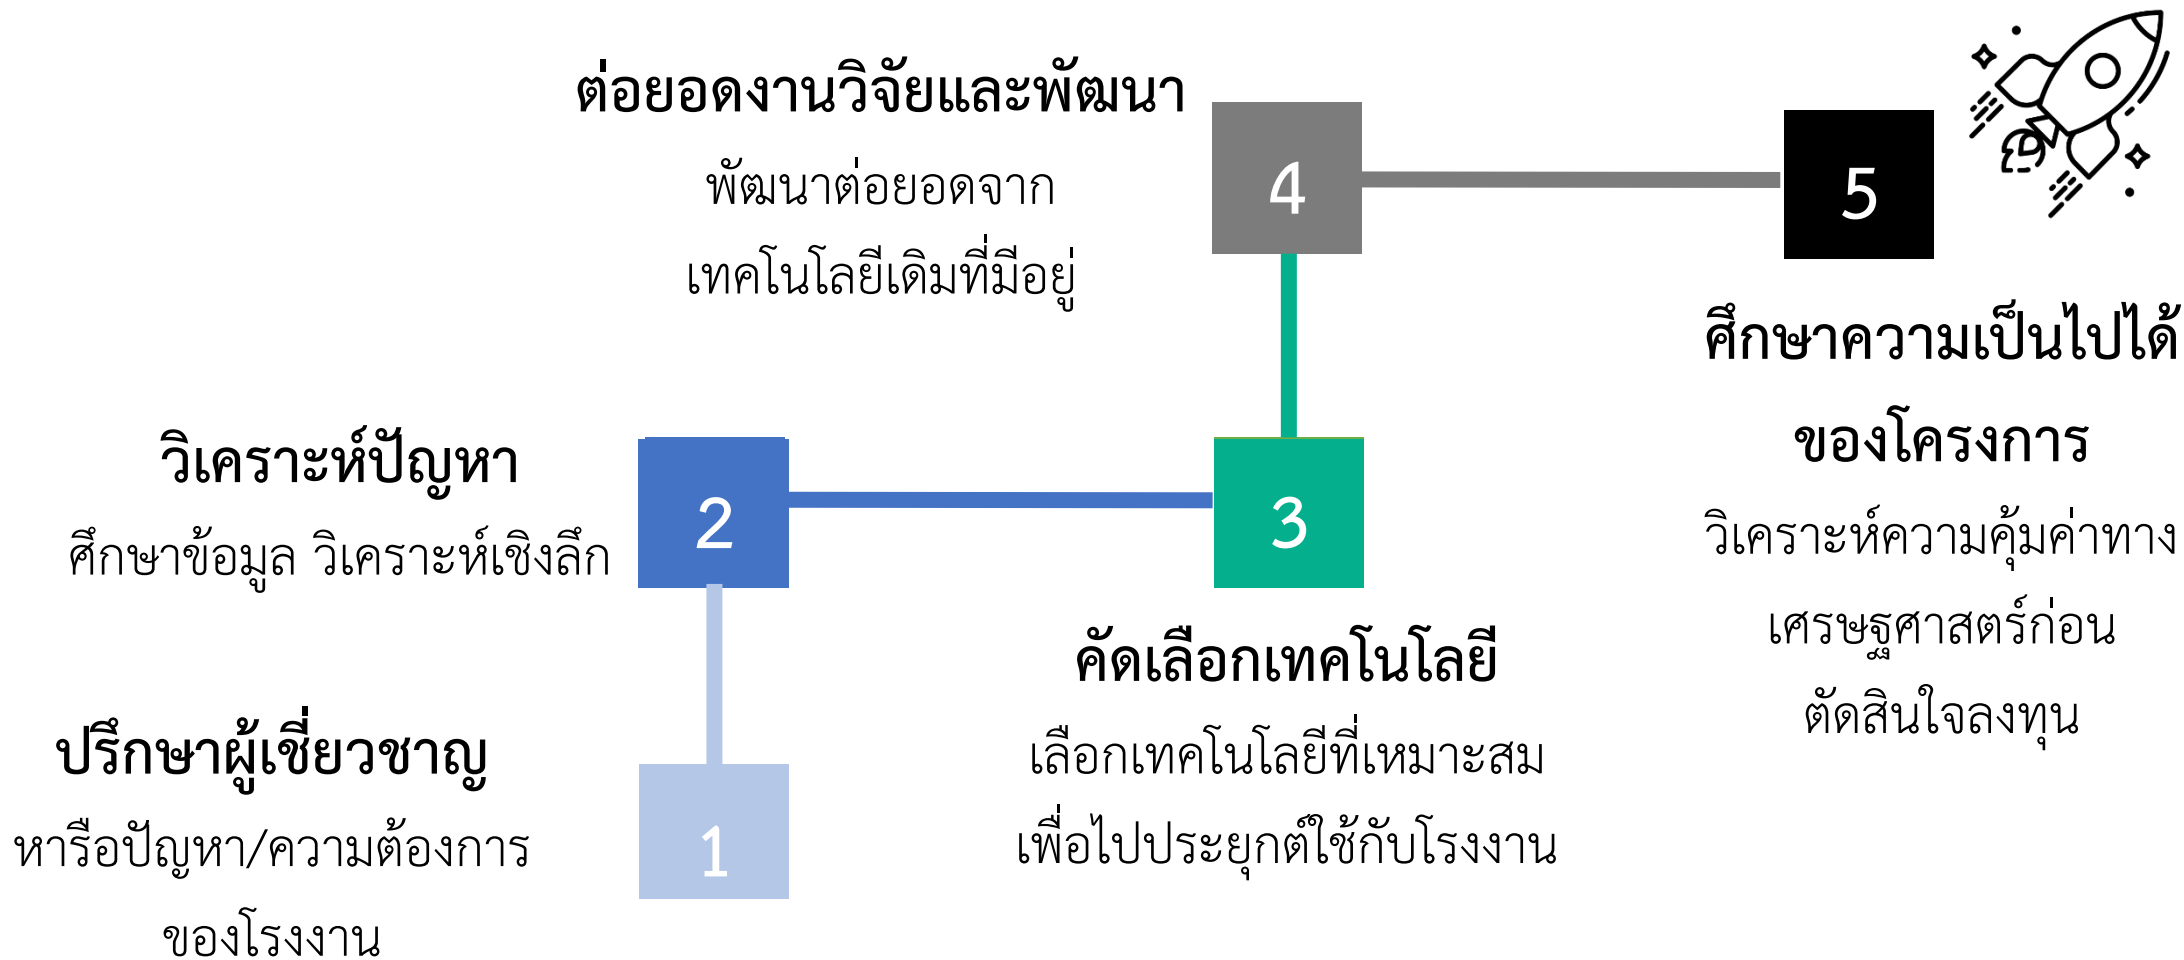 ต่อยอดงานวิจัยและพัฒนา
พัฒนาต่อยอดจาก
เทคโนโลยีเดิมที่มีอยู่
4
5
ศึกษาความเป็นไปได้
ของโครงการ
วิเคราะห์ความคุ้มค่าทาง
เศรษฐศาสตร์ก่อน
ตัดสินใจลงทุน
วิเคราะห์ปัญหา
ศึกษาข้อมูล วิเคราะห์เชิงลึก
2
3
คัดเลือกเทคโนโลยี
เลือกเทคโนโลยีที่เหมาะสม
เพื่อไปประยุกต์ใช้กับโรงงาน
ปรึกษาผู้เชี่ยวชาญ
หารือปัญหา/ความต้องการ
ของโรงงาน
1